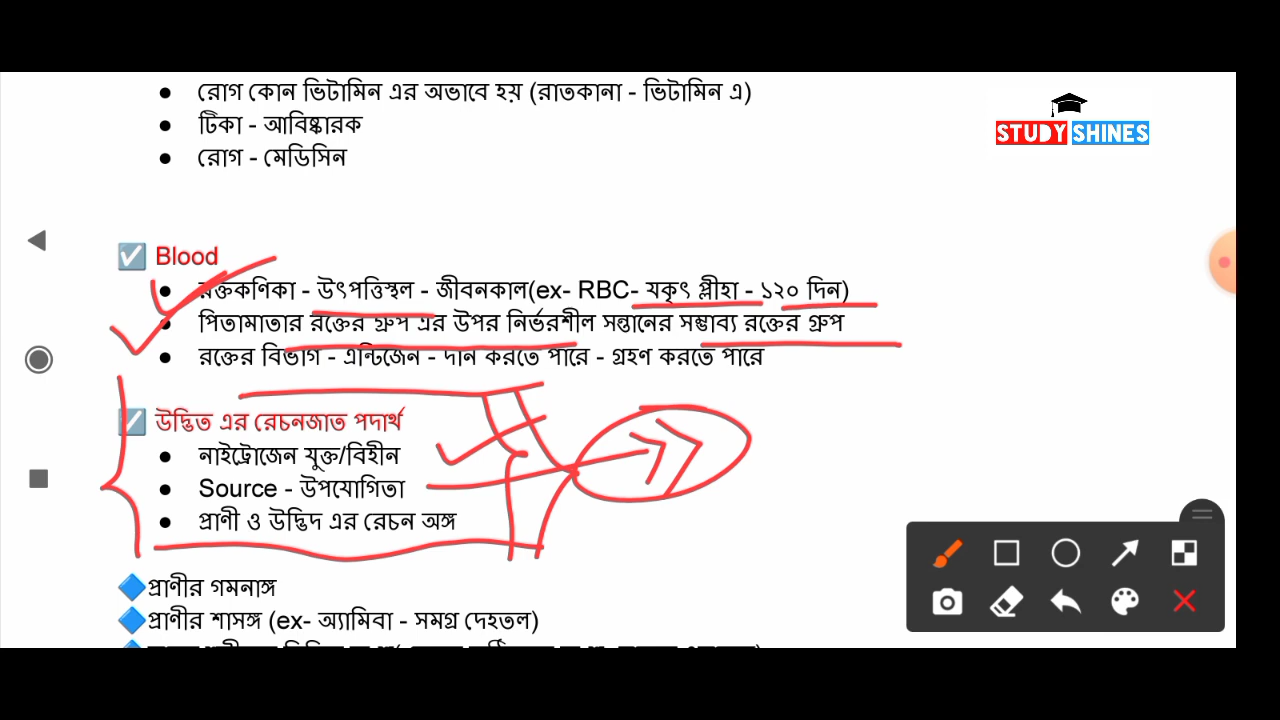 রোগ কোন ভিটামিন এর অভাবে হয় (রাতকানা - ভিটামিন এ)
টিকা - আবিষ্কারক
রোগ - মেডিসিন
STUDY SHINES
Blood
রক্তকণিকা - উৎপত্তিস্থল - জীবনকাল(ex- RBC- যকৃৎ প্লীহা - ১২০ দিন)
পিতামাতার রক্তের গ্রুপ এর উপর নির্ভরশীল সন্তানের সম্ভাব্য রক্তের গ্রুপ
রক্তের বিভাগ - এন্টিজেন - দান করতে পারে - গ্রহণ করতে পারে
উদ্ভিত এর রেচনজাত পদার্থ
নাইট্রোজেন যুক্ত/বিহীন
Source - উপযোগিতা
প্রাণী ও উদ্ভিদ এর রেচন অঙ্গ
প্রাণীর গমনাঙ্গ
প্রাণীর শাসঙ্গ (ex- অ্যামিবা - সমগ্র দেহতল)